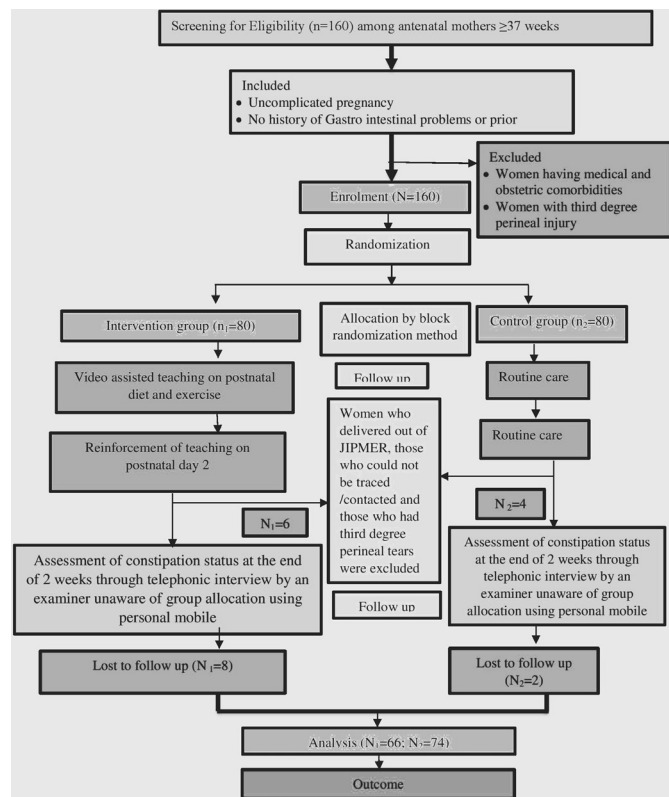 Screening for Eligibility (n=160) among antenatal mothers ≥37 weeks
Included
• Uncomplicated pregnancy
• No history of Gastro intestinal problems or prior
Excluded
• Women having medical and
obstetric comorbidities
• Women with third degree
perineal injury
Enrolment (N=160)
Randomization
Intervention group (n1=80)
Allocation by block
randomization method
Control group (n2=80)
Video assisted teaching on postnatal
diet and exercise
Follow up
Routine care
Reinforcement of teaching on
postnatal day 2
Women who
delivered out of
JIPMER, those
who could not
be traced
/contacted and
those who had
third degree
perineal tears
were excluded
Routine care
N1=6
N2=4
Assessment of constipation status at the end
of 2 weeks through telephonic interview by an
examiner unaware of group allocation using
personal mobile
Follow up
Assessment of constipation status
at the end of 2 weeks through
telephonic interview by an
examiner unaware of group
allocation using personal mobile
Lost to follow up (N1=8)
Lost to follow up
(N2=2)
Analysis (N1=66; N2=74)
Outcome